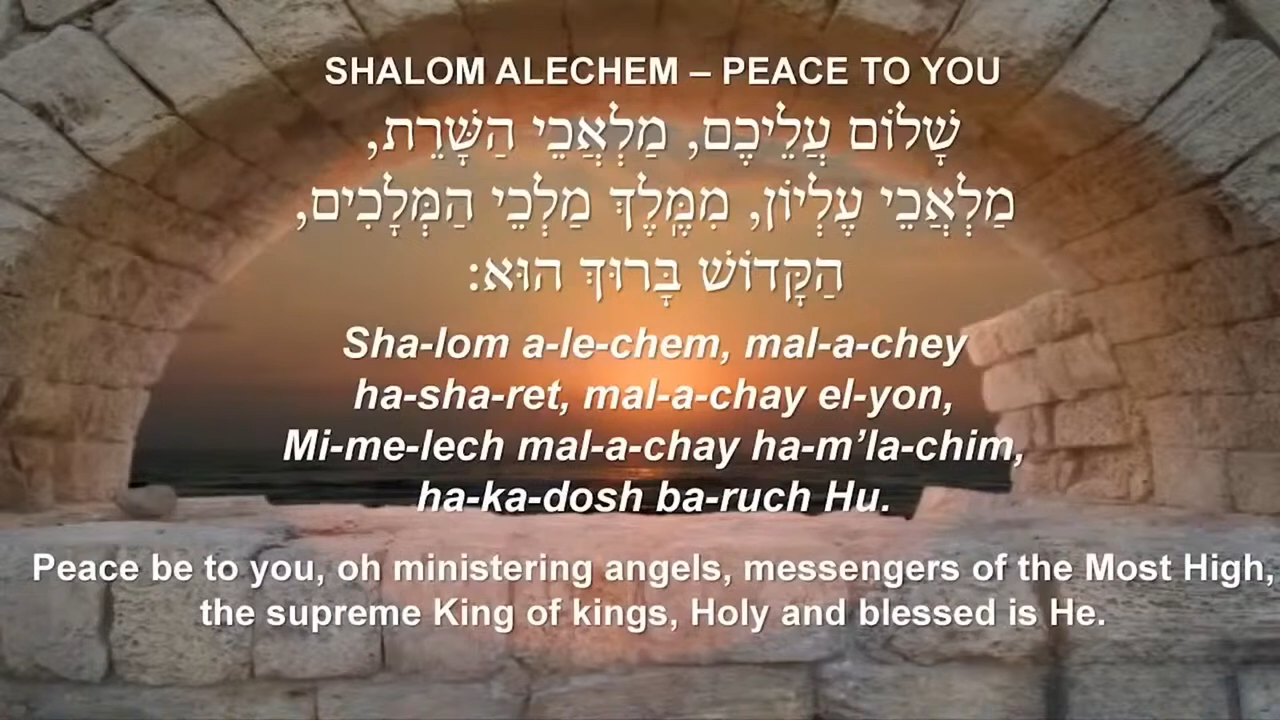 SHALOM ALECHEM – PEACE TO YOU
שָׁלוֹם עֲלֵיכֶם, מַלְאֲכֵי הַשָּׁרֵת,
מַלְאֲכֵי עֶלְיוֹן, מִמֶּֽלֶךְ מַלְכֵי הַמְּלָכִים,
הַקָּדוֹשׁ בָּרוּךְ הוּא:
Sha-lom a-le-chem, mal-a-chey
ha-sha-ret, mal-a-chay el-yon,
Mi-me-lech mal-a-chay ha-m’la-chim,
ha-ka-dosh ba-ruch Hu.
Peace be to you, oh ministering angels, messengers of the Most High,
the supreme King of kings, Holy and blessed is He.